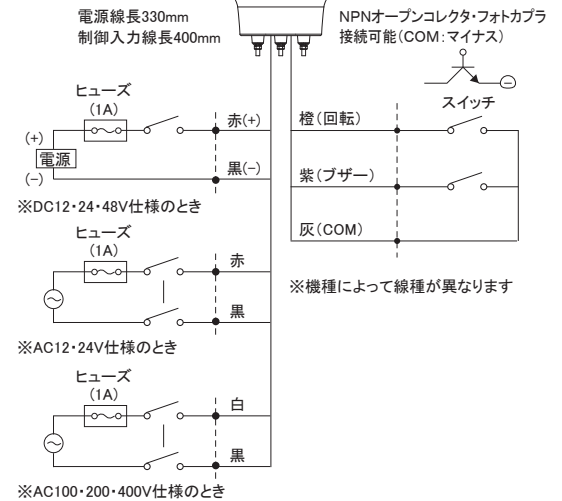 電源線長330mm
制御入力線長400mm
NPNオープンコレクタ・フォトカプラ
接続可能(COM:マイナス)
スイッチ
ヒューズ
(1A)
(+)
電源
(−)
赤(+)
黒(−)
※DC12・24・48V仕様のとき
橙(回転)
紫(ブザー)
灰(COM)
※機種によって線種が異なります
ヒューズ
(1A)
赤
黒
※AC12・24V仕様のとき
ヒューズ
(1A)
白
黒
※AC100・200・400V仕様のとき